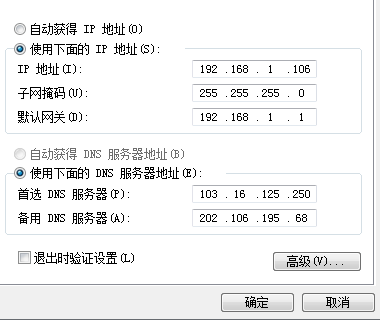 自动获得 IP 地址(O)
使用下面的 IP 地址(S):
IP 地址(I): 192 .168 . 1 .106
子网掩码(U): 255 .255 .255 . 0
默认网关(D): 192 .168 . 1 . 1
自动获得 DNS 服务器地址(B)
使用下面的 DNS 服务器地址(E):
首选 DNS 服务器(P): 103 . 16 .125 .250
备用 DNS 服务器(A): 202 .106 .195 . 68
退出时验证设置(L) 高级(V)...
确定 取消